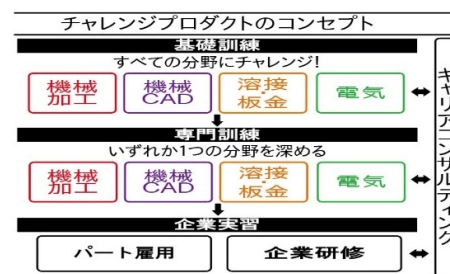 チャレンジプロダクトのコンセプト
基礎訓練
すべての分野にチャレンジ!
機械
加工
機械
CAD
溶接・
板金
電気
専門訓練
いずれか1つの分野を深める
機械
加工
機械
CAD
溶接・
板金
電気
企業実習
パート雇用
企業研修
キャリアコンサルティング